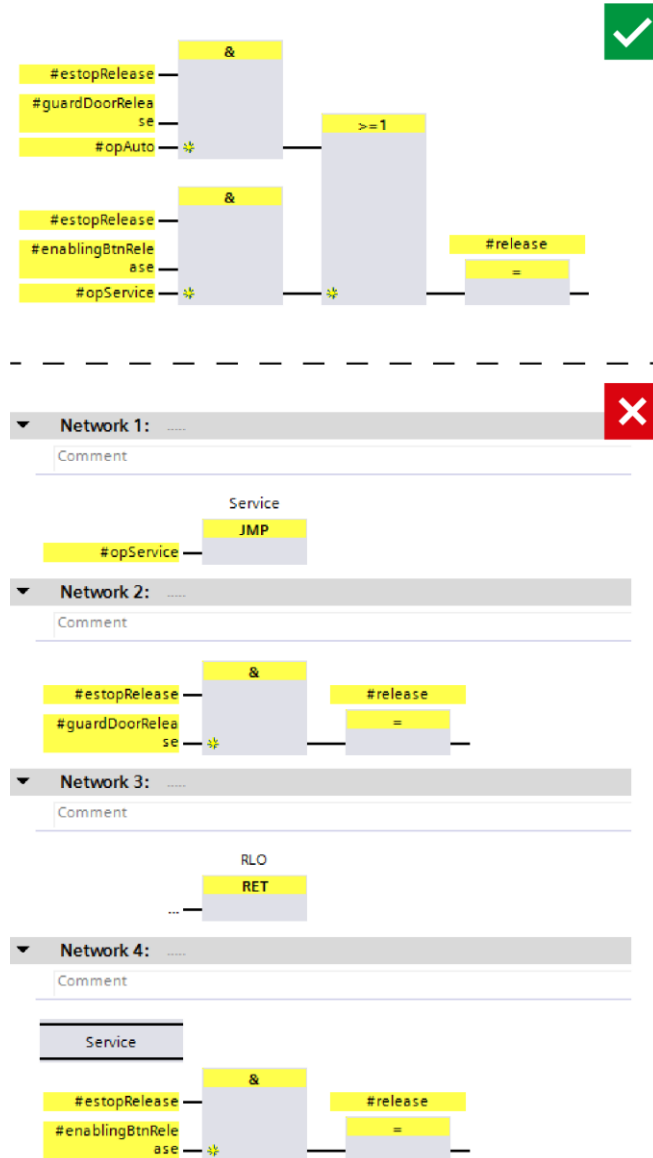 &
#estopRelease
#guardDoorRelea
se
>=1
#opAuto
&
#estopRelease
#enablingBtnRele
ase
#release
=
#opService
Network 1: .....
Comment
Service
JMP
#opService
Network 2: .....
Comment
&
#estopRelease
#release
#guardDoorRelea
se
=
Network 3: .....
Comment
RLO
RET
...
Network 4: .....
Comment
Service
&
#estopRelease
#release
#enablingBtnRele
ase
=